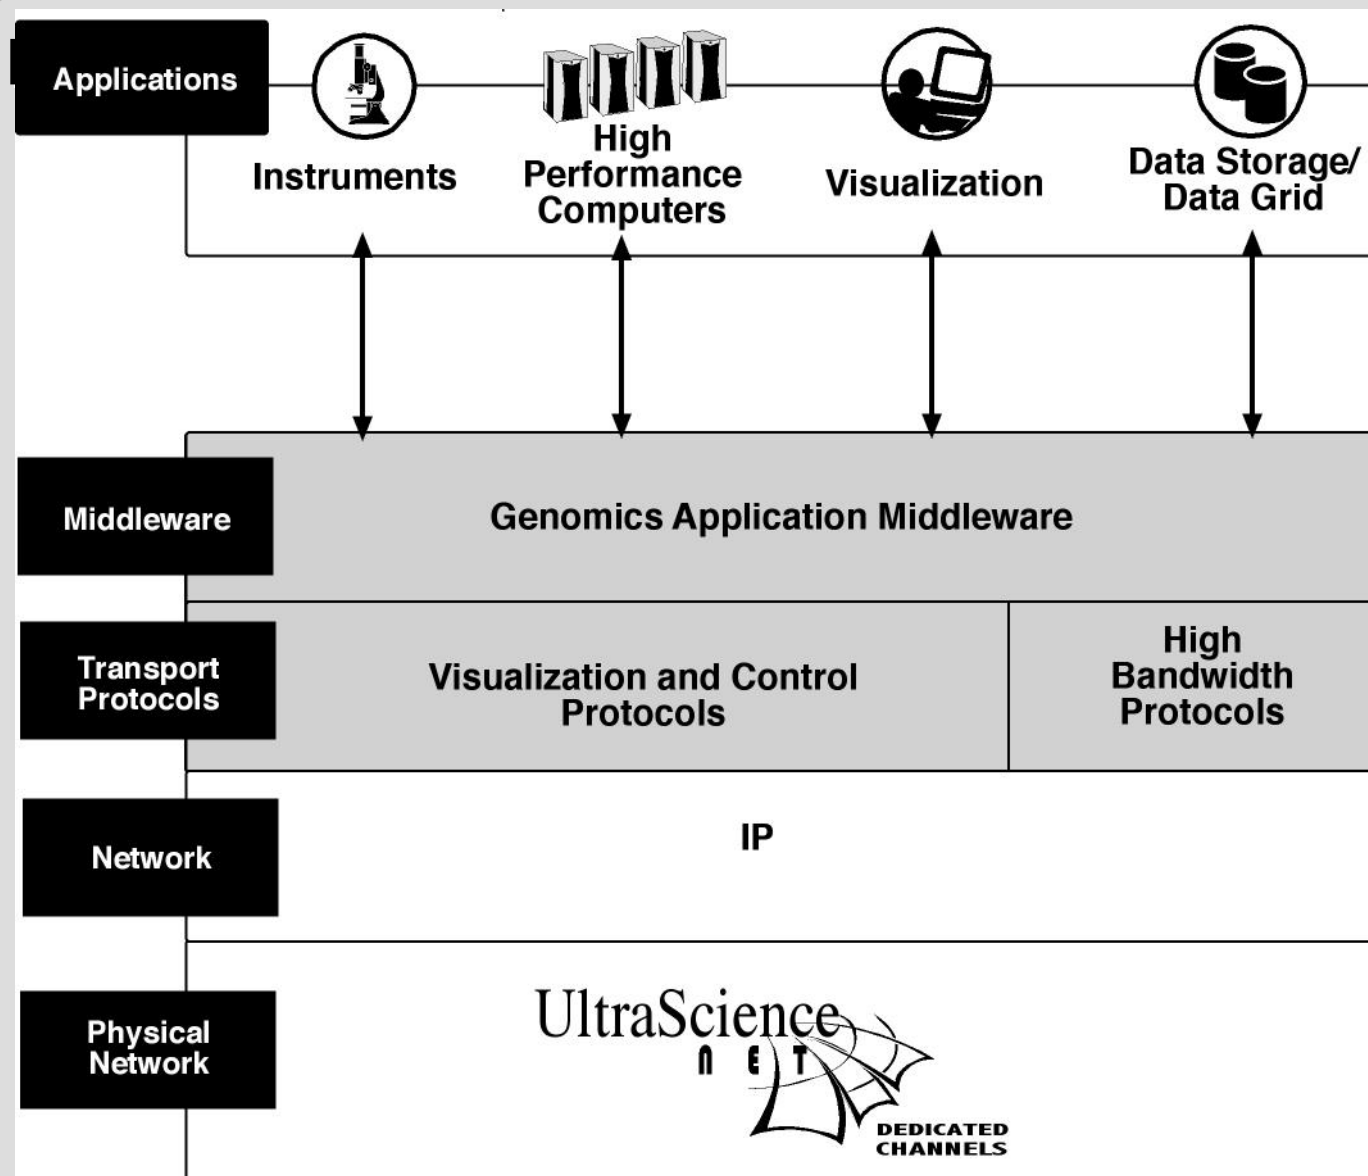 Applications
Instruments
High
Performance
Computers
Visualization
Data Storage/
Data Grid
Middleware
Genomics Application Middleware
Transport
Protocols
Visualization and Control
Protocols
High
Bandwidth
Protocols
Network
IP
Physical
Network
UltraScience
NET
DEDICATED
CHANNELS